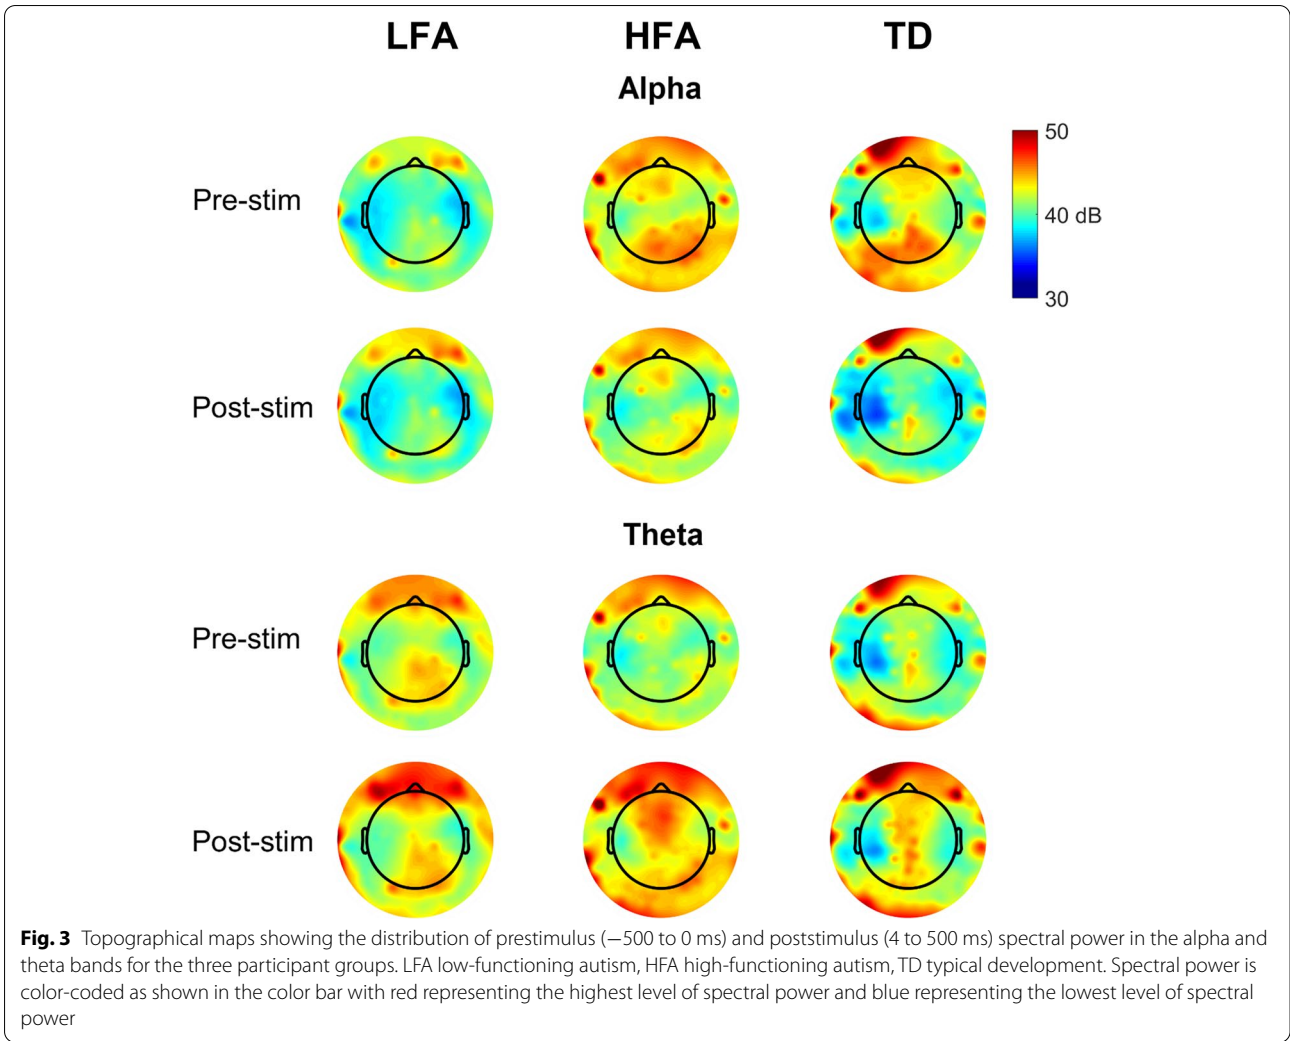 LFA HFA TD
Alpha
Pre-stim
50
40 dB
30
Post-stim
Theta
Pre-stim
Post-stim
Fig. 3 Topographical maps showing the distribution of prestimulus (−500 to 0 ms) and poststimulus (4 to 500 ms) spectral power in the alpha and
theta bands for the three participant groups. LFA low-functioning autism, HFA high-functioning autism, TD typical development. Spectral power is
color-coded as shown in the color bar with red representing the highest level of spectral power and blue representing the lowest level of spectral
power